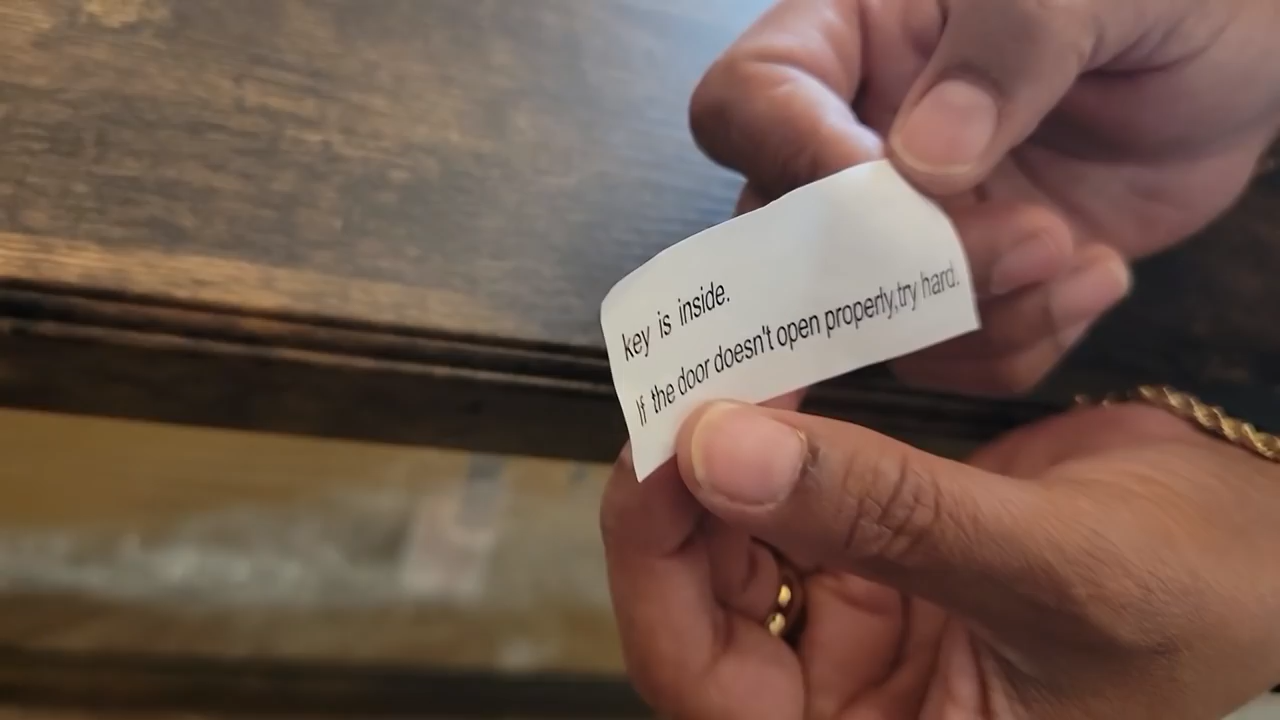 key is inside.
If the door doesn't open properly,try hard.